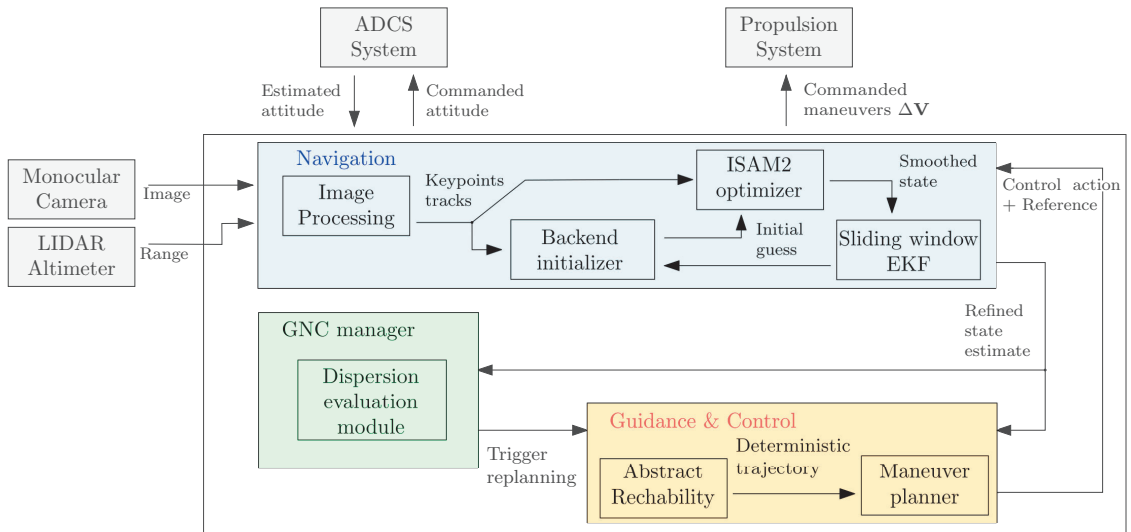 ADCS
System
Propulsion
System
Estimated
attitude
Commanded
attitude
Commanded
maneuvers ΔV
Monocular
Camera
Image
LIDAR
Altimeter
Range
Navigation
Image
Processing
Keypoints
tracks
ISAM2
optimizer
Smoothed
state
Backend
initializer
Initial
guess
Sliding window
EKF
Control action
+ Reference
Refined
state
estimate
GNC manager
Dispersion
evaluation
module
Trigger
replanning
Guidance & Control
Abstract
Rechability
Deterministic
trajectory
Maneuver
planner